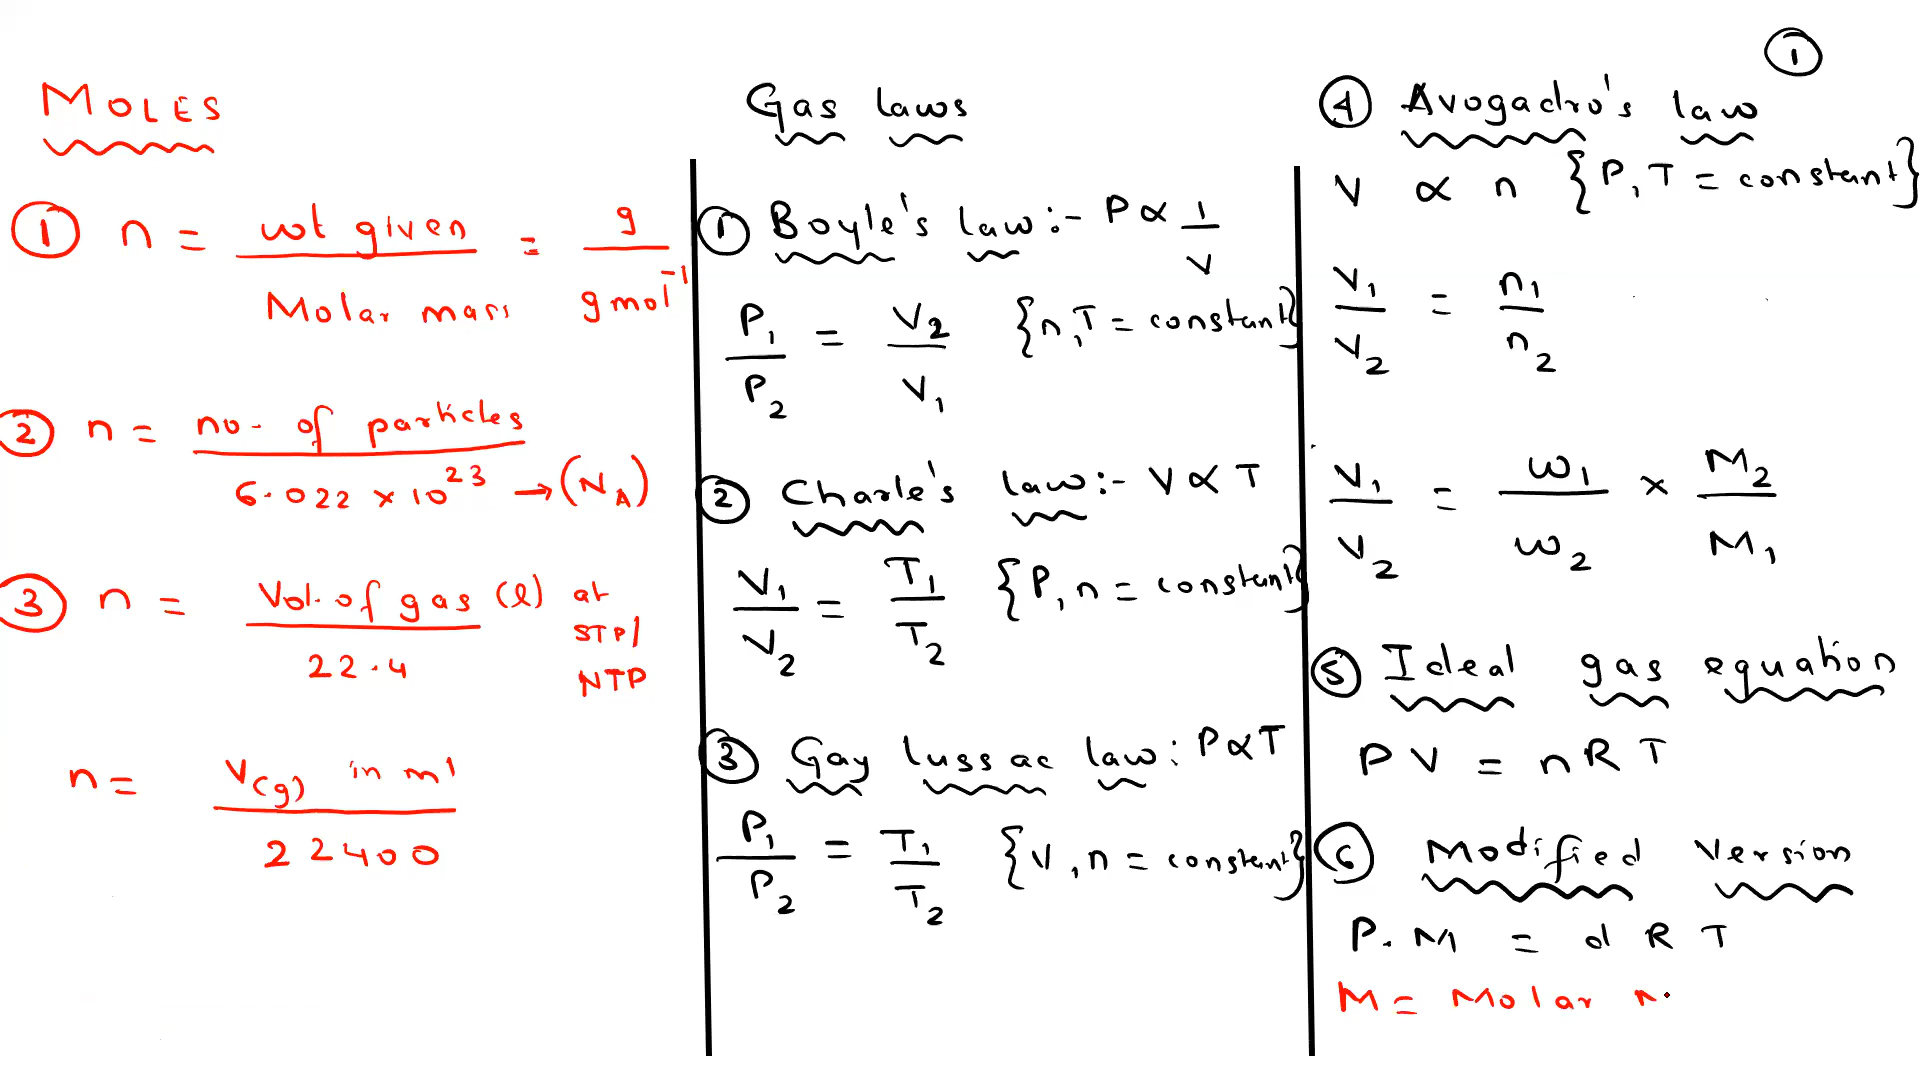 MOLES
① n = wt given / Molar mass = g / g mol⁻¹
② n = no. of particles / 6.022 × 10²³ → (N_A)
③ n = Vol. of gas (l) at STP/ NTP / 22.4
n = V(g) in ml / 22400
Gas laws
① Boyle's law :- P ∝ 1/V
P₁/P₂ = V₂/V₁ {n,T = constant}
② Charle's law :- V ∝ T
V₁/V₂ = T₁/T₂ {P,n = constant}
③ Gay lussac law : P ∝ T
P₁/P₂ = T₁/T₂ {V,n = constant}
①
④ Avogadro's law
V ∝ n {P,T = constant}
V₁/V₂ = n₁/n₂
V₁/V₂ = w₁/w₂ × M₂/M₁
⑤ Ideal gas equation
PV = nRT
⑥ Modified Version
P.M = dRT
M = Molar